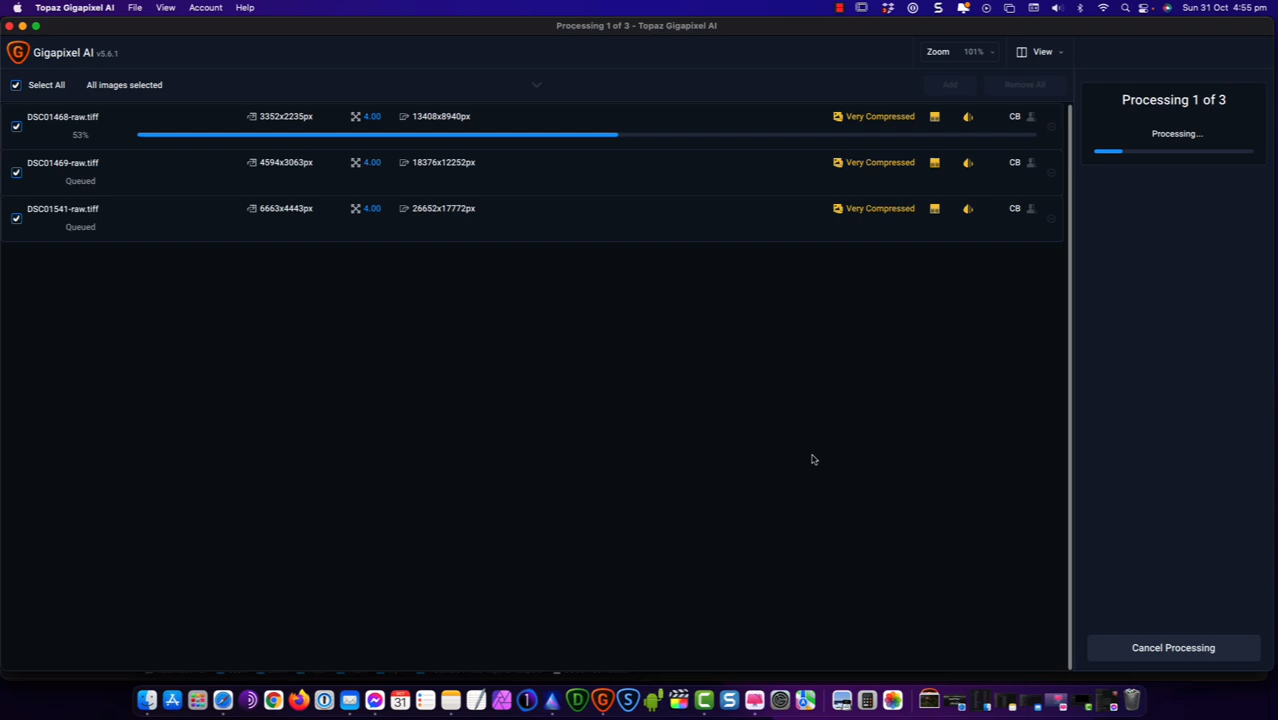 Topaz Gigapixel AI File View Account Help Sun 31 Oct 4:55 pm
Processing 1 of 3 - Topaz Gigapixel AI
Gigapixel AI v5.6.1 Zoom 101% View
Select All All images selected Add Remove All
Processing 1 of 3
Processing...
DSC01468-raw.tiff 3352x2235px 4.00 13408x8940px Very Compressed CB
53%
DSC01469-raw.tiff 4594x3063px 4.00 18376x12252px Very Compressed CB
Queued
DSC01541-raw.tiff 6663x4443px 4.00 26652x17772px Very Compressed CB
Queued
Cancel Processing